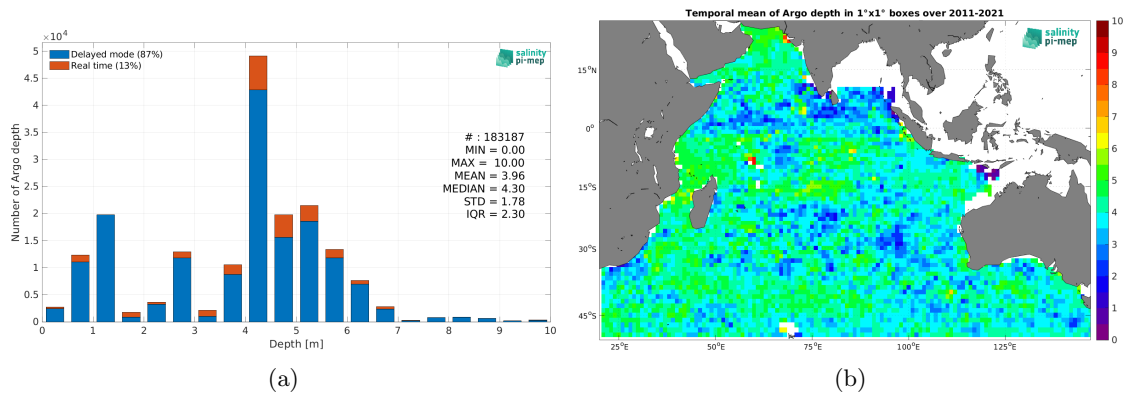 ×10⁴
Delayed mode (87%)
Real time (13%)
salinity
pi-mep
5
4.5
4
3.5
3
2.5
2
1.5
1
0.5
0
Number of Argo depth
# : 183187
MIN = 0.00
MAX = 10.00
MEAN = 3.96
MEDIAN = 4.30
STD = 1.78
IQR = 2.30
0 1 2 3 4 5 6 7 8 9 10
Depth [m]
(a)
Temporal mean of Argo depth in 1°x1° boxes over 2011-2021
salinity
pi-mep
15°N
0°
15°S
30°S
45°S
25°E 50°E 75°E 100°E 125°E
10
9
8
7
6
5
4
3
2
1
0
(b)